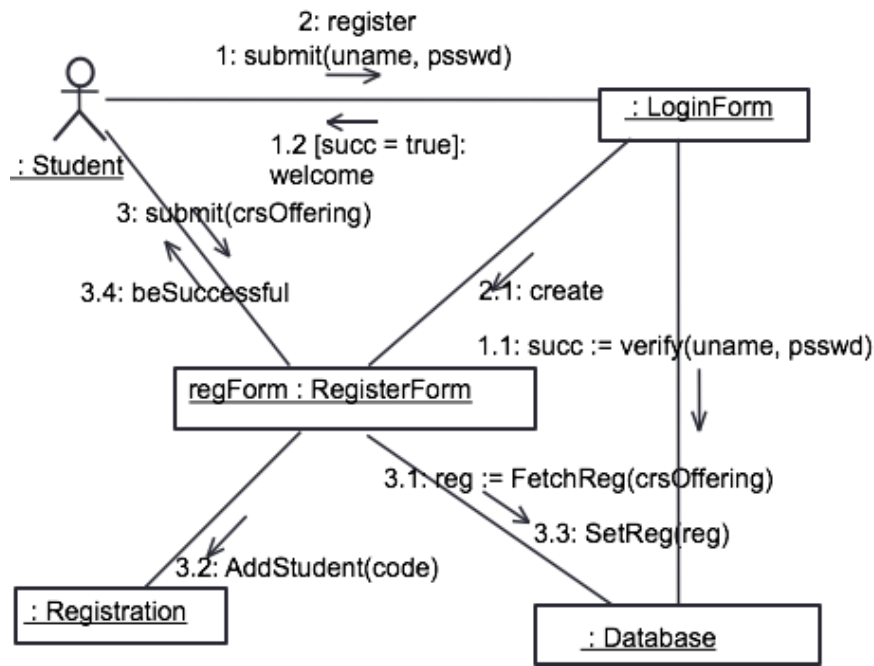 2: register
1: submit(uname, psswd)
: LoginForm
1.2 [succ = true]:
welcome
: Student
3: submit(crsOffering)
3.4: beSuccessful
2.1: create
1.1: succ := verify(uname, psswd)
regForm : RegisterForm
3.1: reg := FetchReg(crsOffering)
3.3: SetReg(reg)
3.2: AddStudent(code)
: Registration
: Database